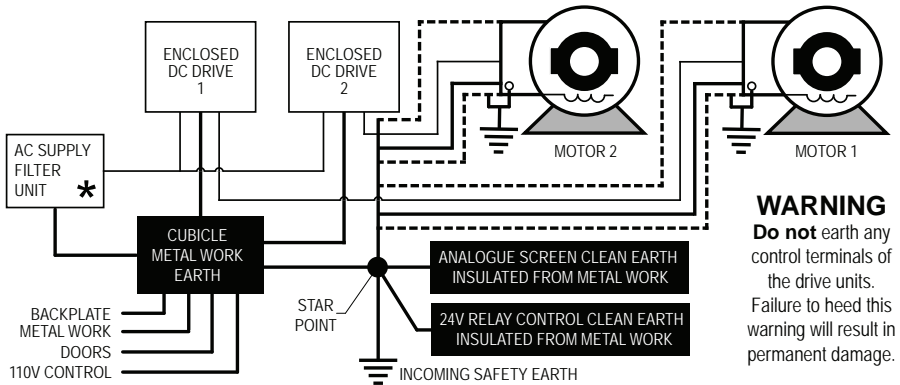 ENCLOSED
DC DRIVE
1
ENCLOSED
DC DRIVE
2
MOTOR 2
MOTOR 1
AC SUPPLY
FILTER
UNIT *
CUBICLE
METAL WORK
EARTH
BACKPLATE
METAL WORK
DOORS
110V CONTROL
STAR
POINT
ANALOGUE SCREEN CLEAN EARTH
INSULATED FROM METAL WORK
24V RELAY CONTROL CLEAN EARTH
INSULATED FROM METAL WORK
INCOMING SAFETY EARTH
WARNING
Do not earth any
control terminals of
the drive units.
Failure to heed this
warning will result in
permanent damage.